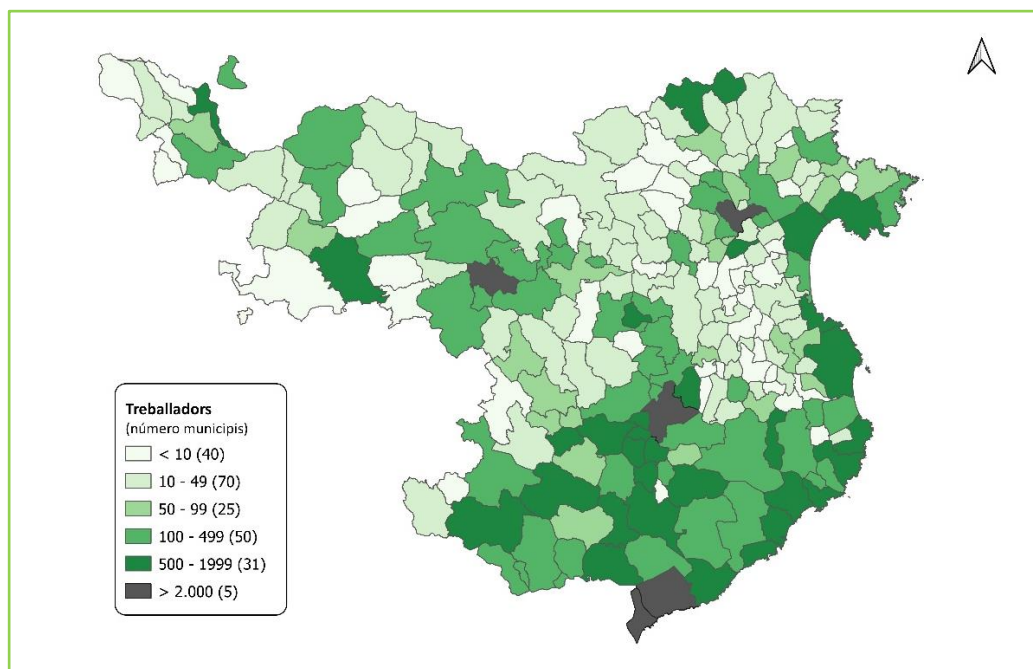 Treballadors
(número municipis)
< 10 (40)
10 - 49 (70)
50 - 99 (25)
100 - 499 (50)
500 - 1999 (31)
> 2.000 (5)